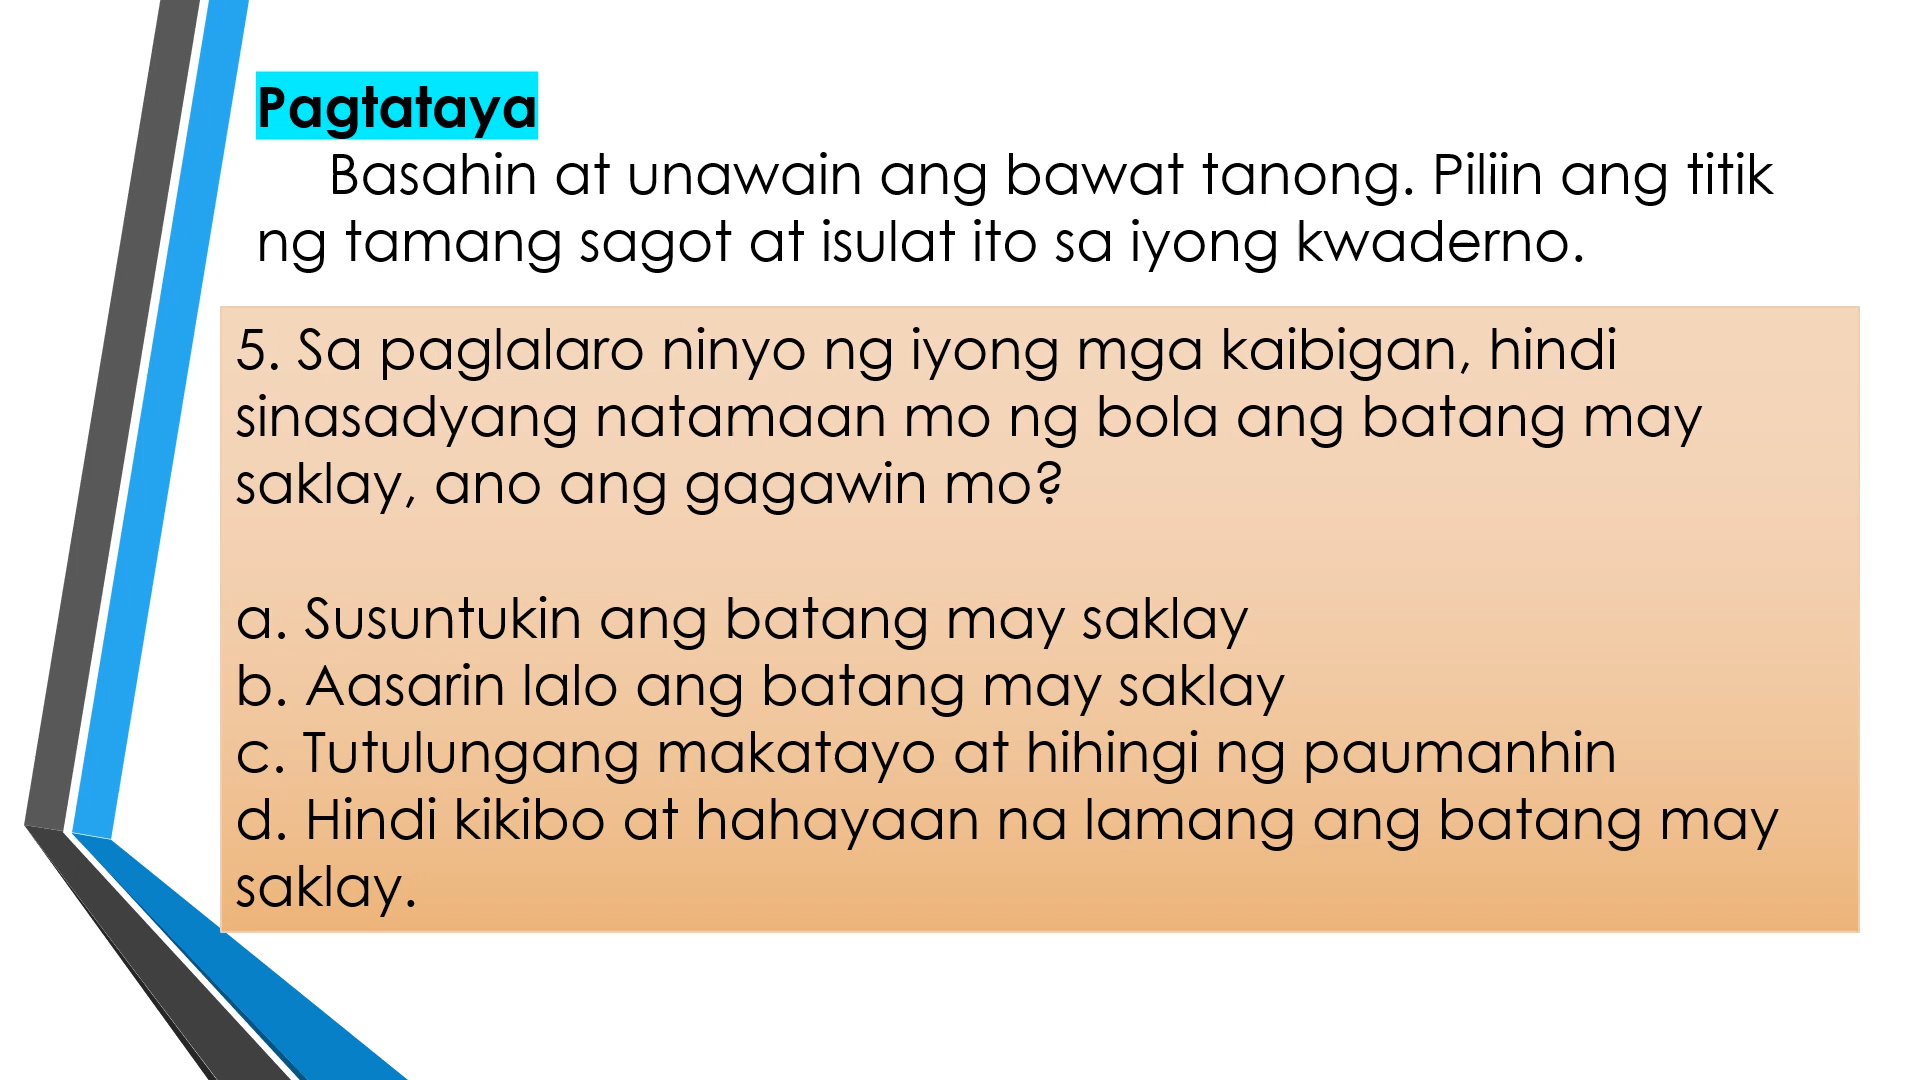 Pagtataya
Basahin at unawain ang bawat tanong. Piliin ang titik
ng tamang sagot at isulat ito sa iyong kwaderno.
5. Sa paglalaro ninyo ng iyong mga kaibigan, hindi
sinasadyang natamaan mo ng bola ang batang may
saklay, ano ang gagawin mo?
a. Susuntukin ang batang may saklay
b. Aasarin lalo ang batang may saklay
c. Tutulungang makatayo at hihingi ng paumanhin
d. Hindi kikibo at hahayaan na lamang ang batang may
saklay.